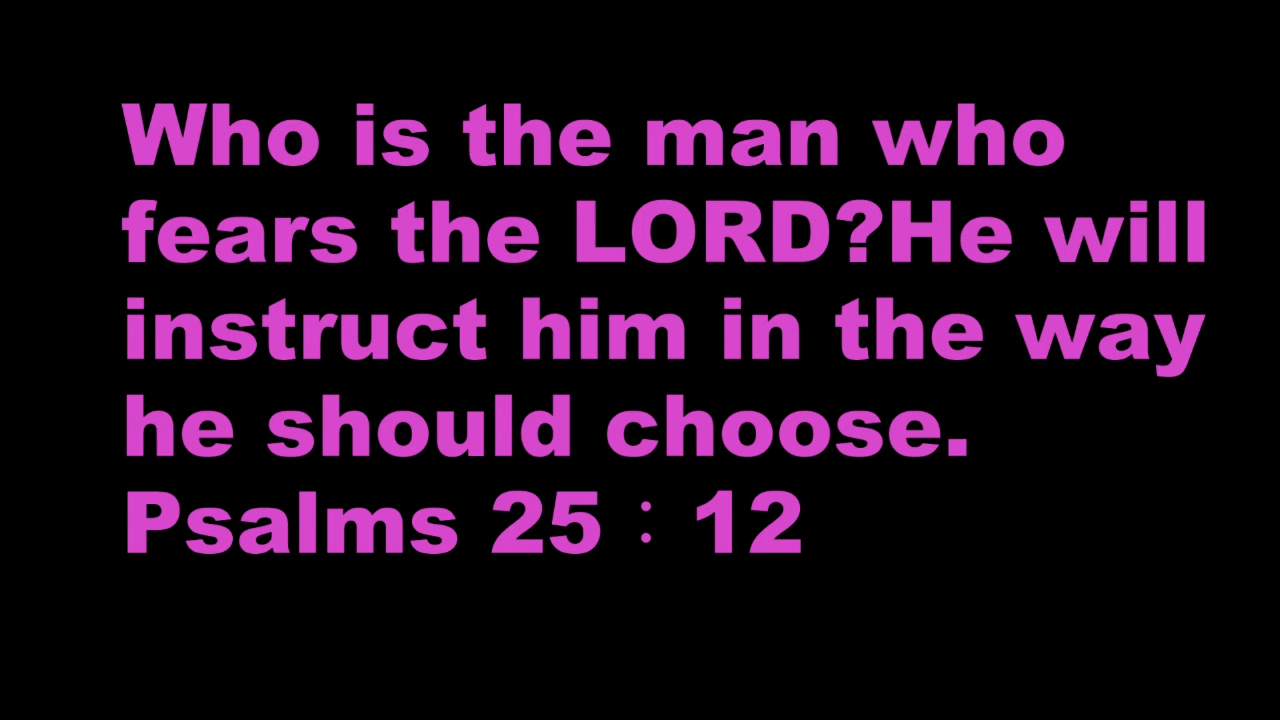 Who is the man who
fears the LORD?He will
instruct him in the way
he should choose.
Psalms 25：12